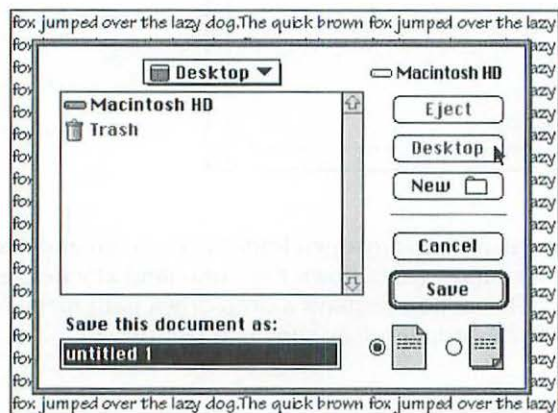 fox jumped over the lazy dog.The quick brown fox jumped over the lazy
Desktop
Macintosh HD
Macintosh HD
Trash
Eject
Desktop
New
Cancel
Save
Save this document as:
untitled 1
fox jumped over the lazy dog.The quick brown fox jumped over the lazy